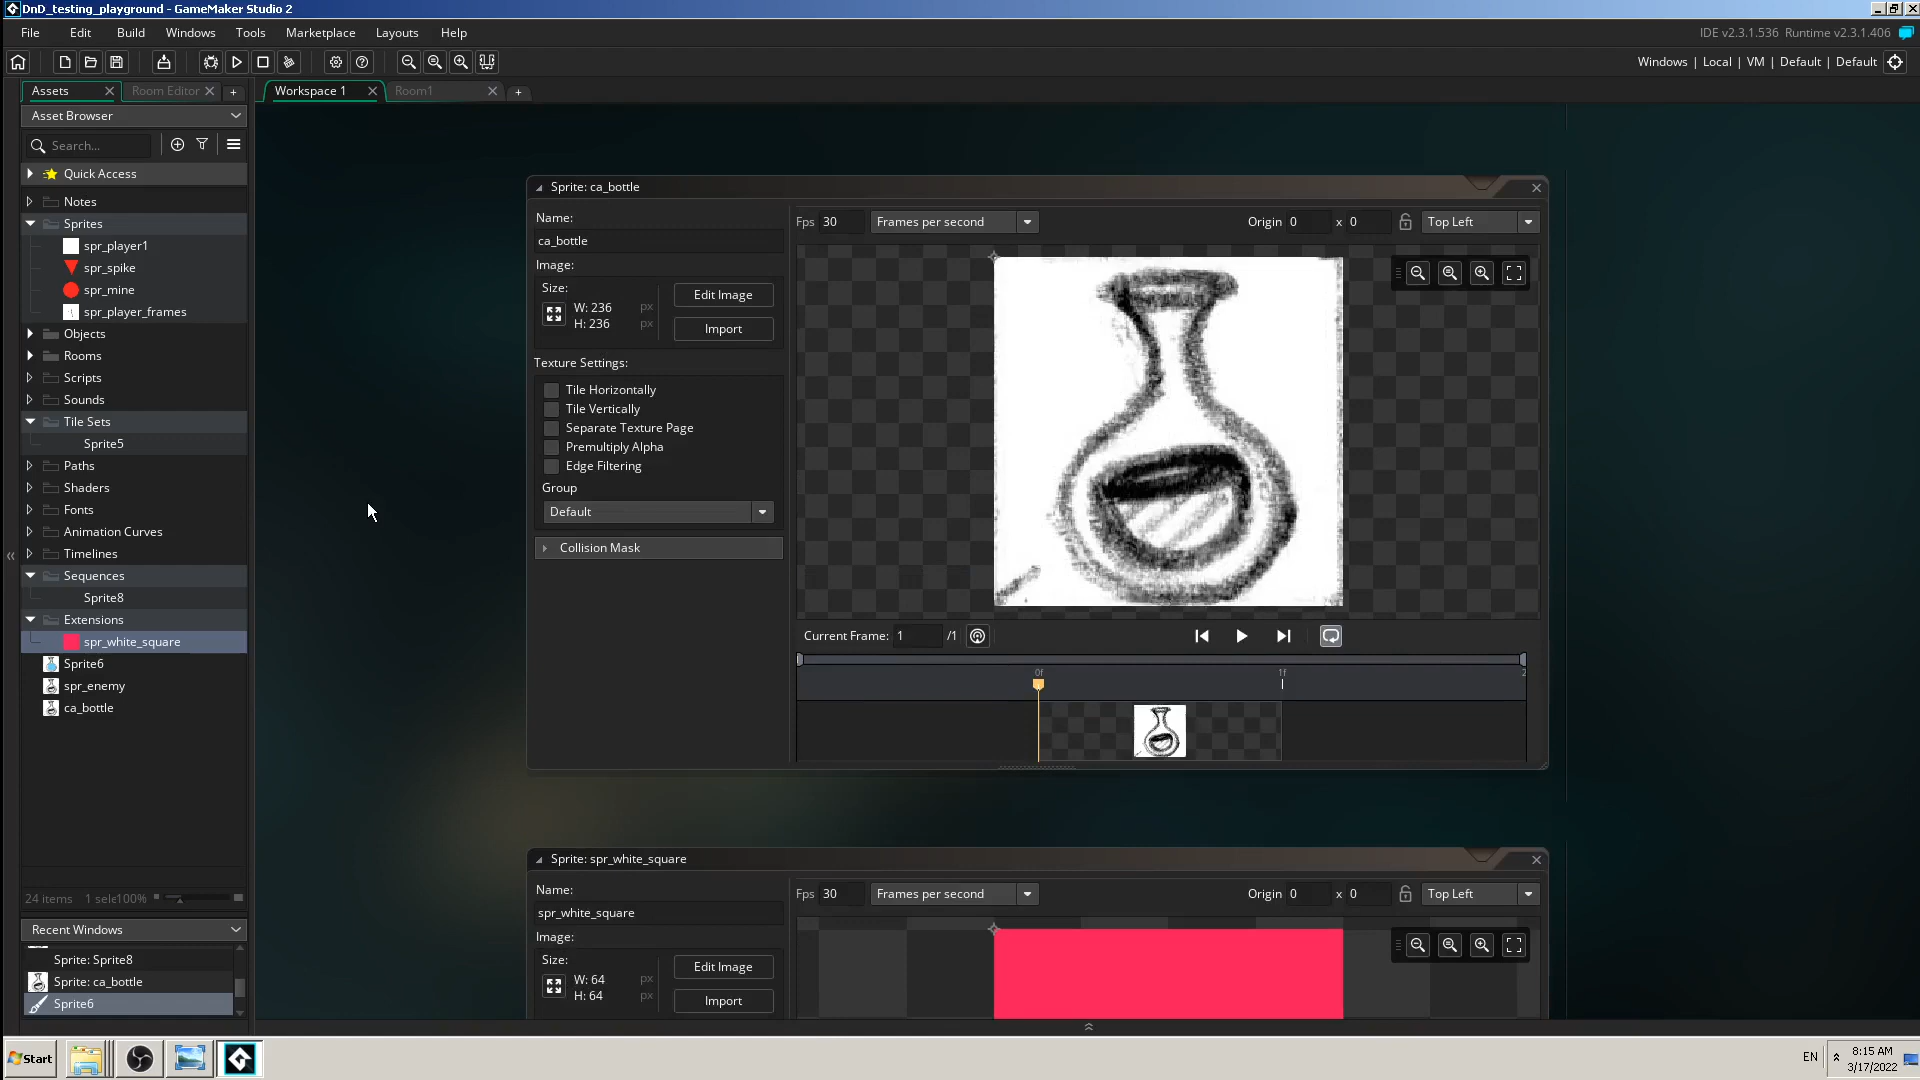 DnD_testing_playground - GameMaker Studio 2
File Edit Build Windows Tools Marketplace Layouts Help
IDE v2.3.1.536 Runtime v2.3.1.406
Windows | Local | VM | Default | Default
Assets Room Editor
Workspace 1 Room1
Asset Browser
Search...
Quick Access
Notes
Sprites
spr_player1
spr_spike
spr_mine
spr_player_frames
Objects
Rooms
Scripts
Sounds
Tile Sets
Sprite5
Paths
Shaders
Fonts
Animation Curves
Timelines
Sequences
Sprite8
Extensions
spr_white_square
Sprite6
spr_enemy
ca_bottle
24 items 1 sele100%
Recent Windows
Sprite: Sprite8
Sprite: ca_bottle
Sprite6
Sprite: ca_bottle
Name:
ca_bottle
Image:
Size:
W: 236 px
H: 236 px
Edit Image
Import
Texture Settings:
Tile Horizontally
Tile Vertically
Separate Texture Page
Premultiply Alpha
Edge Filtering
Group
Default
Collision Mask
Fps 30 Frames per second
Origin 0 x 0 Top Left
Current Frame: 1 /1
0f 1f 2
Sprite: spr_white_square
Name:
spr_white_square
Image:
Size:
W: 64 px
H: 64 px
Edit Image
Import
Fps 30 Frames per second
Origin 0 x 0 Top Left
Start
EN
8:15 AM
3/17/2022